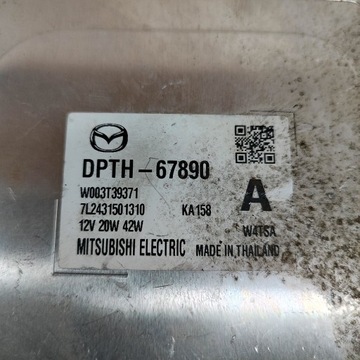 DPTH-67890
W003T39371
7L2431501310 KA158
A
12V 20W 42W
W4TSA
MITSUBISHI ELECTRIC MADE IN THAILAND